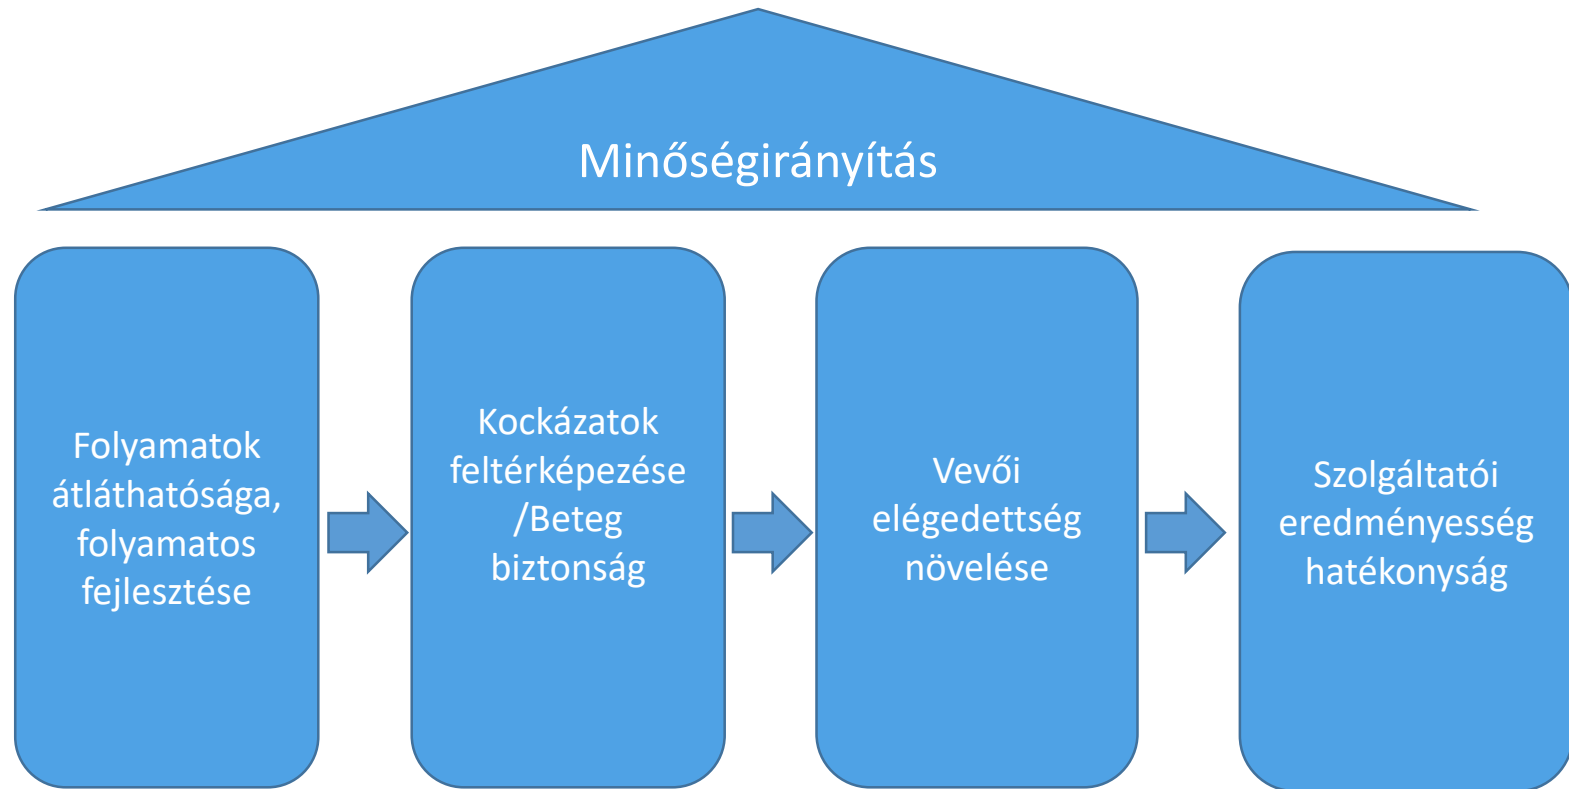 Minőségirányítás
Folyamatok
átláthatósága,
folyamatos
fejlesztése
Kockázatok
feltérképezése
/Beteg
biztonság
Vevői
elégedettség
növelése
Szolgáltatói
eredményesség
hatékonyság